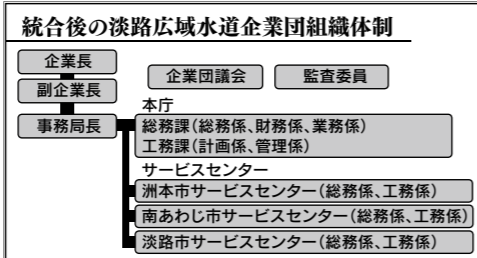 統合後の淡路広域水道企業団組織体制
企業長
副企業長
事務局長
企業団議会
監査委員
本庁
総務課(総務係、財務係、業務係)
工務課(計画係、管理係)
サービスセンター
洲本市サービスセンター(総務係、工務係)
南あわじ市サービスセンター(総務係、工務係)
淡路市サービスセンター(総務係、工務係)